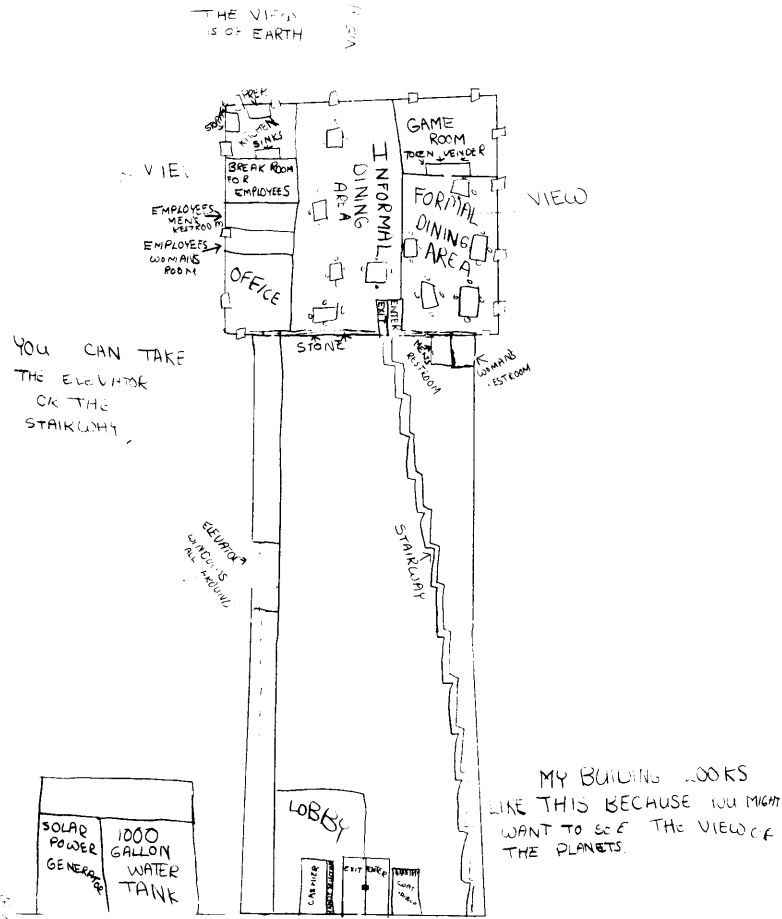 THE VIEW
IS OF EARTH
VIEW
PREP
STORAGE
KITCHEN
SINKS
BREAK ROOM
FOR
EMPLOYEES
EMPLOYEES
MEN'S
RESTROOM
EMPLOYEES
WOMANS
ROOM
OFFICE
INFORMAL
DINING
AREA
GAME
ROOM
TOKEN VEINDER
FORMAL
DINING
AREA
VIEW
EXIT
ENTER
STONE
MEN'S
RESTROOM
WOMANS
RESTROOM
YOU CAN TAKE
THE ELEVATOR
OR THE
STAIRWAY.
ELEVATOR
WINDOWS
ALL AROUND
STAIRWAY
LOBBY
CASHIER
EXIT ENTER
COAT
SOLAR
POWER
GENERATOR
1000
GALLON
WATER
TANK
MY BUILDING LOOKS
LIKE THIS BECAUSE YOU MIGHT
WANT TO SEE THE VIEW OF
THE PLANETS.